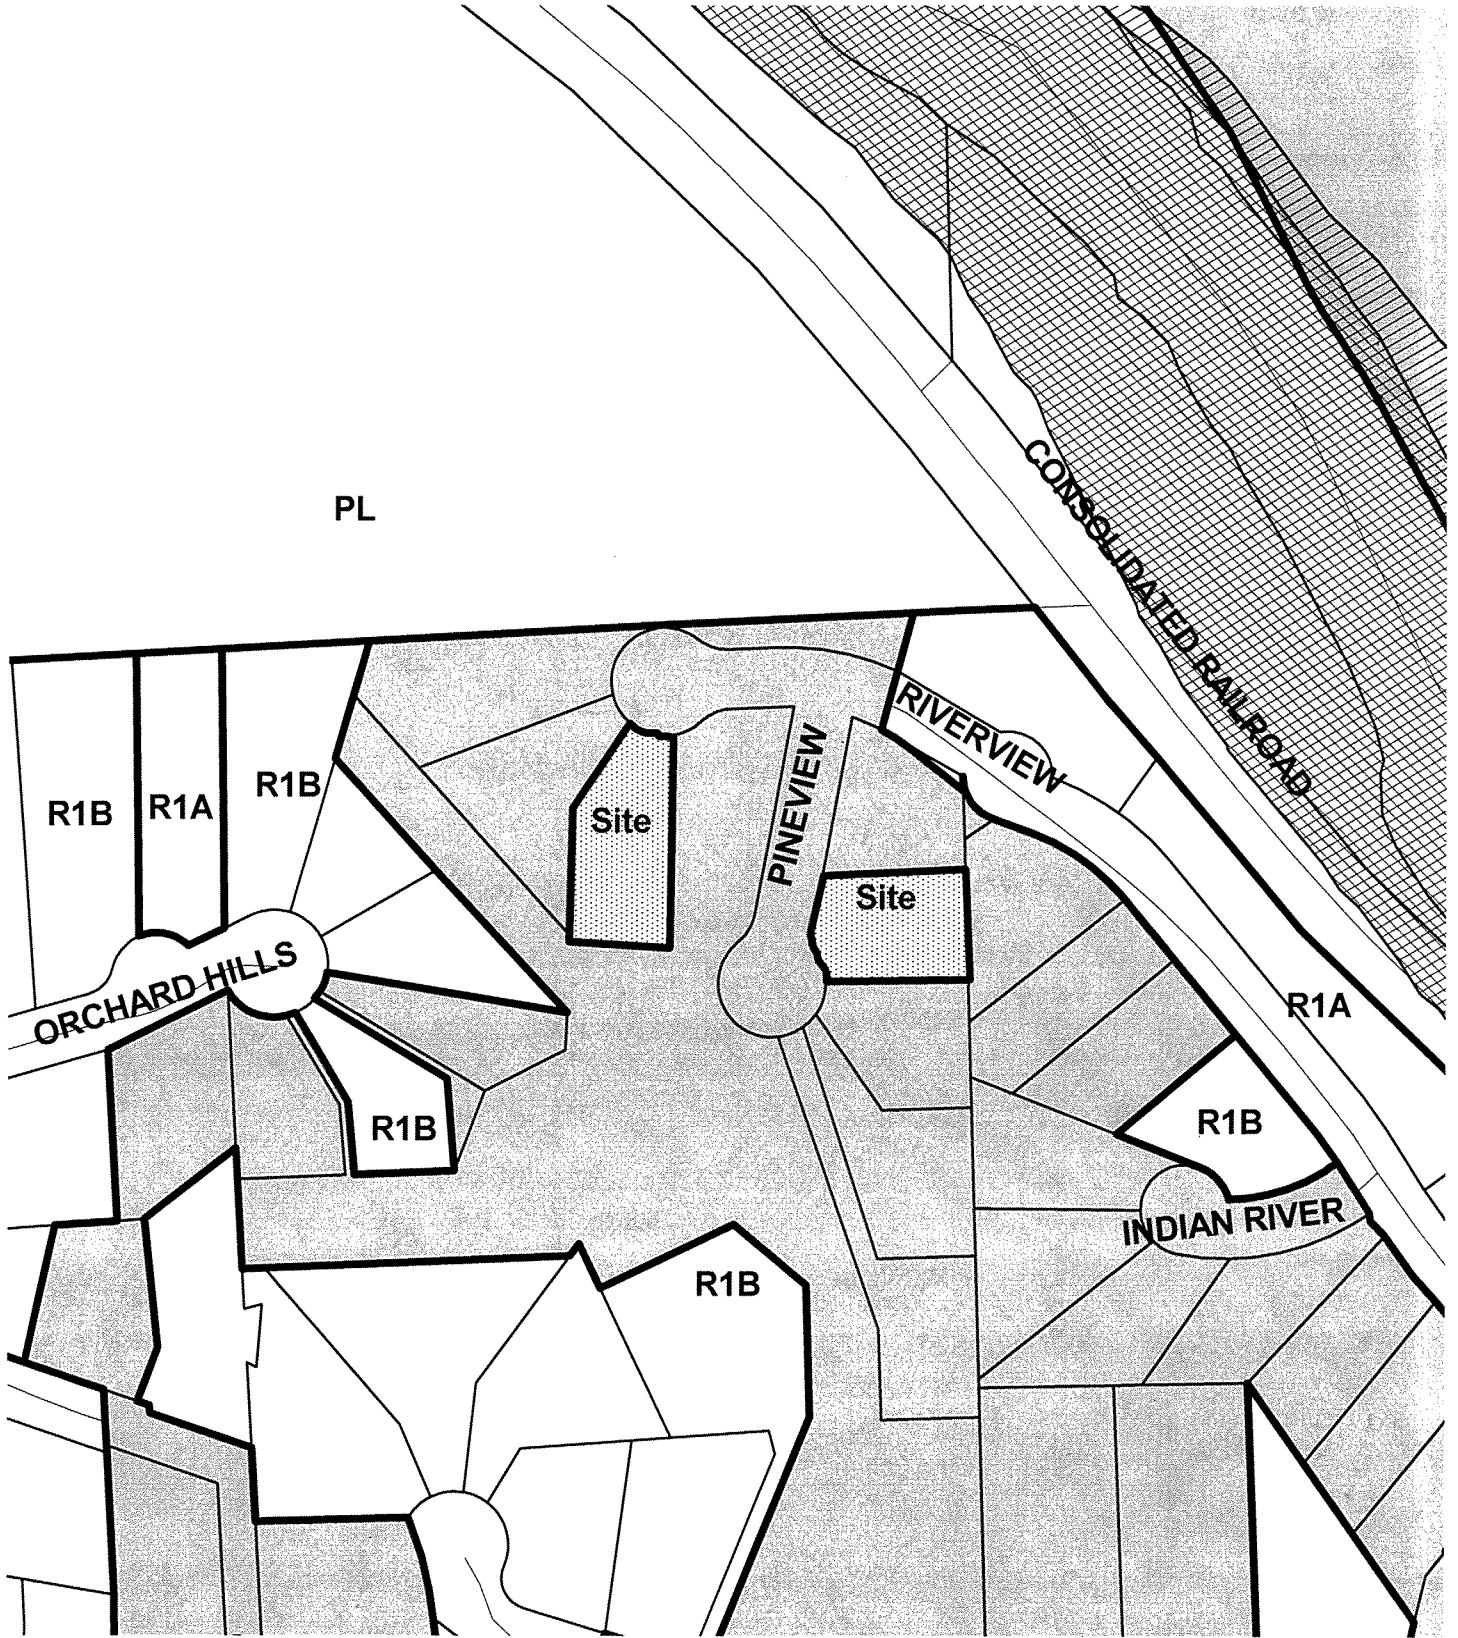 PL
CONSOLIDATED RAILROAD
RIVERVIEW
R1B
R1A
R1B
Site
PINEVIEW
Site
ORCHARD HILLS
R1A
R1B
R1B
INDIAN RIVER
R1B